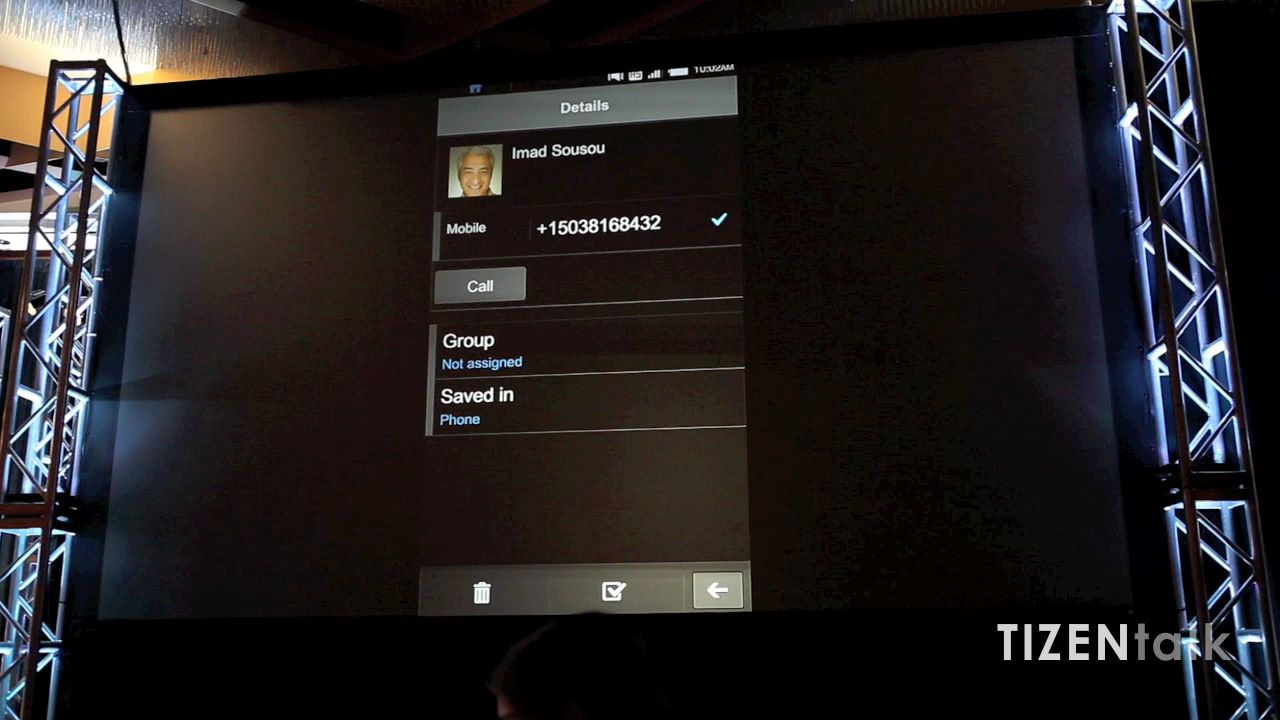 10:02AM
Details
Imad Sousou
Mobile +15038168432
Call
Group
Not assigned
Saved in
Phone
TIZENtalk